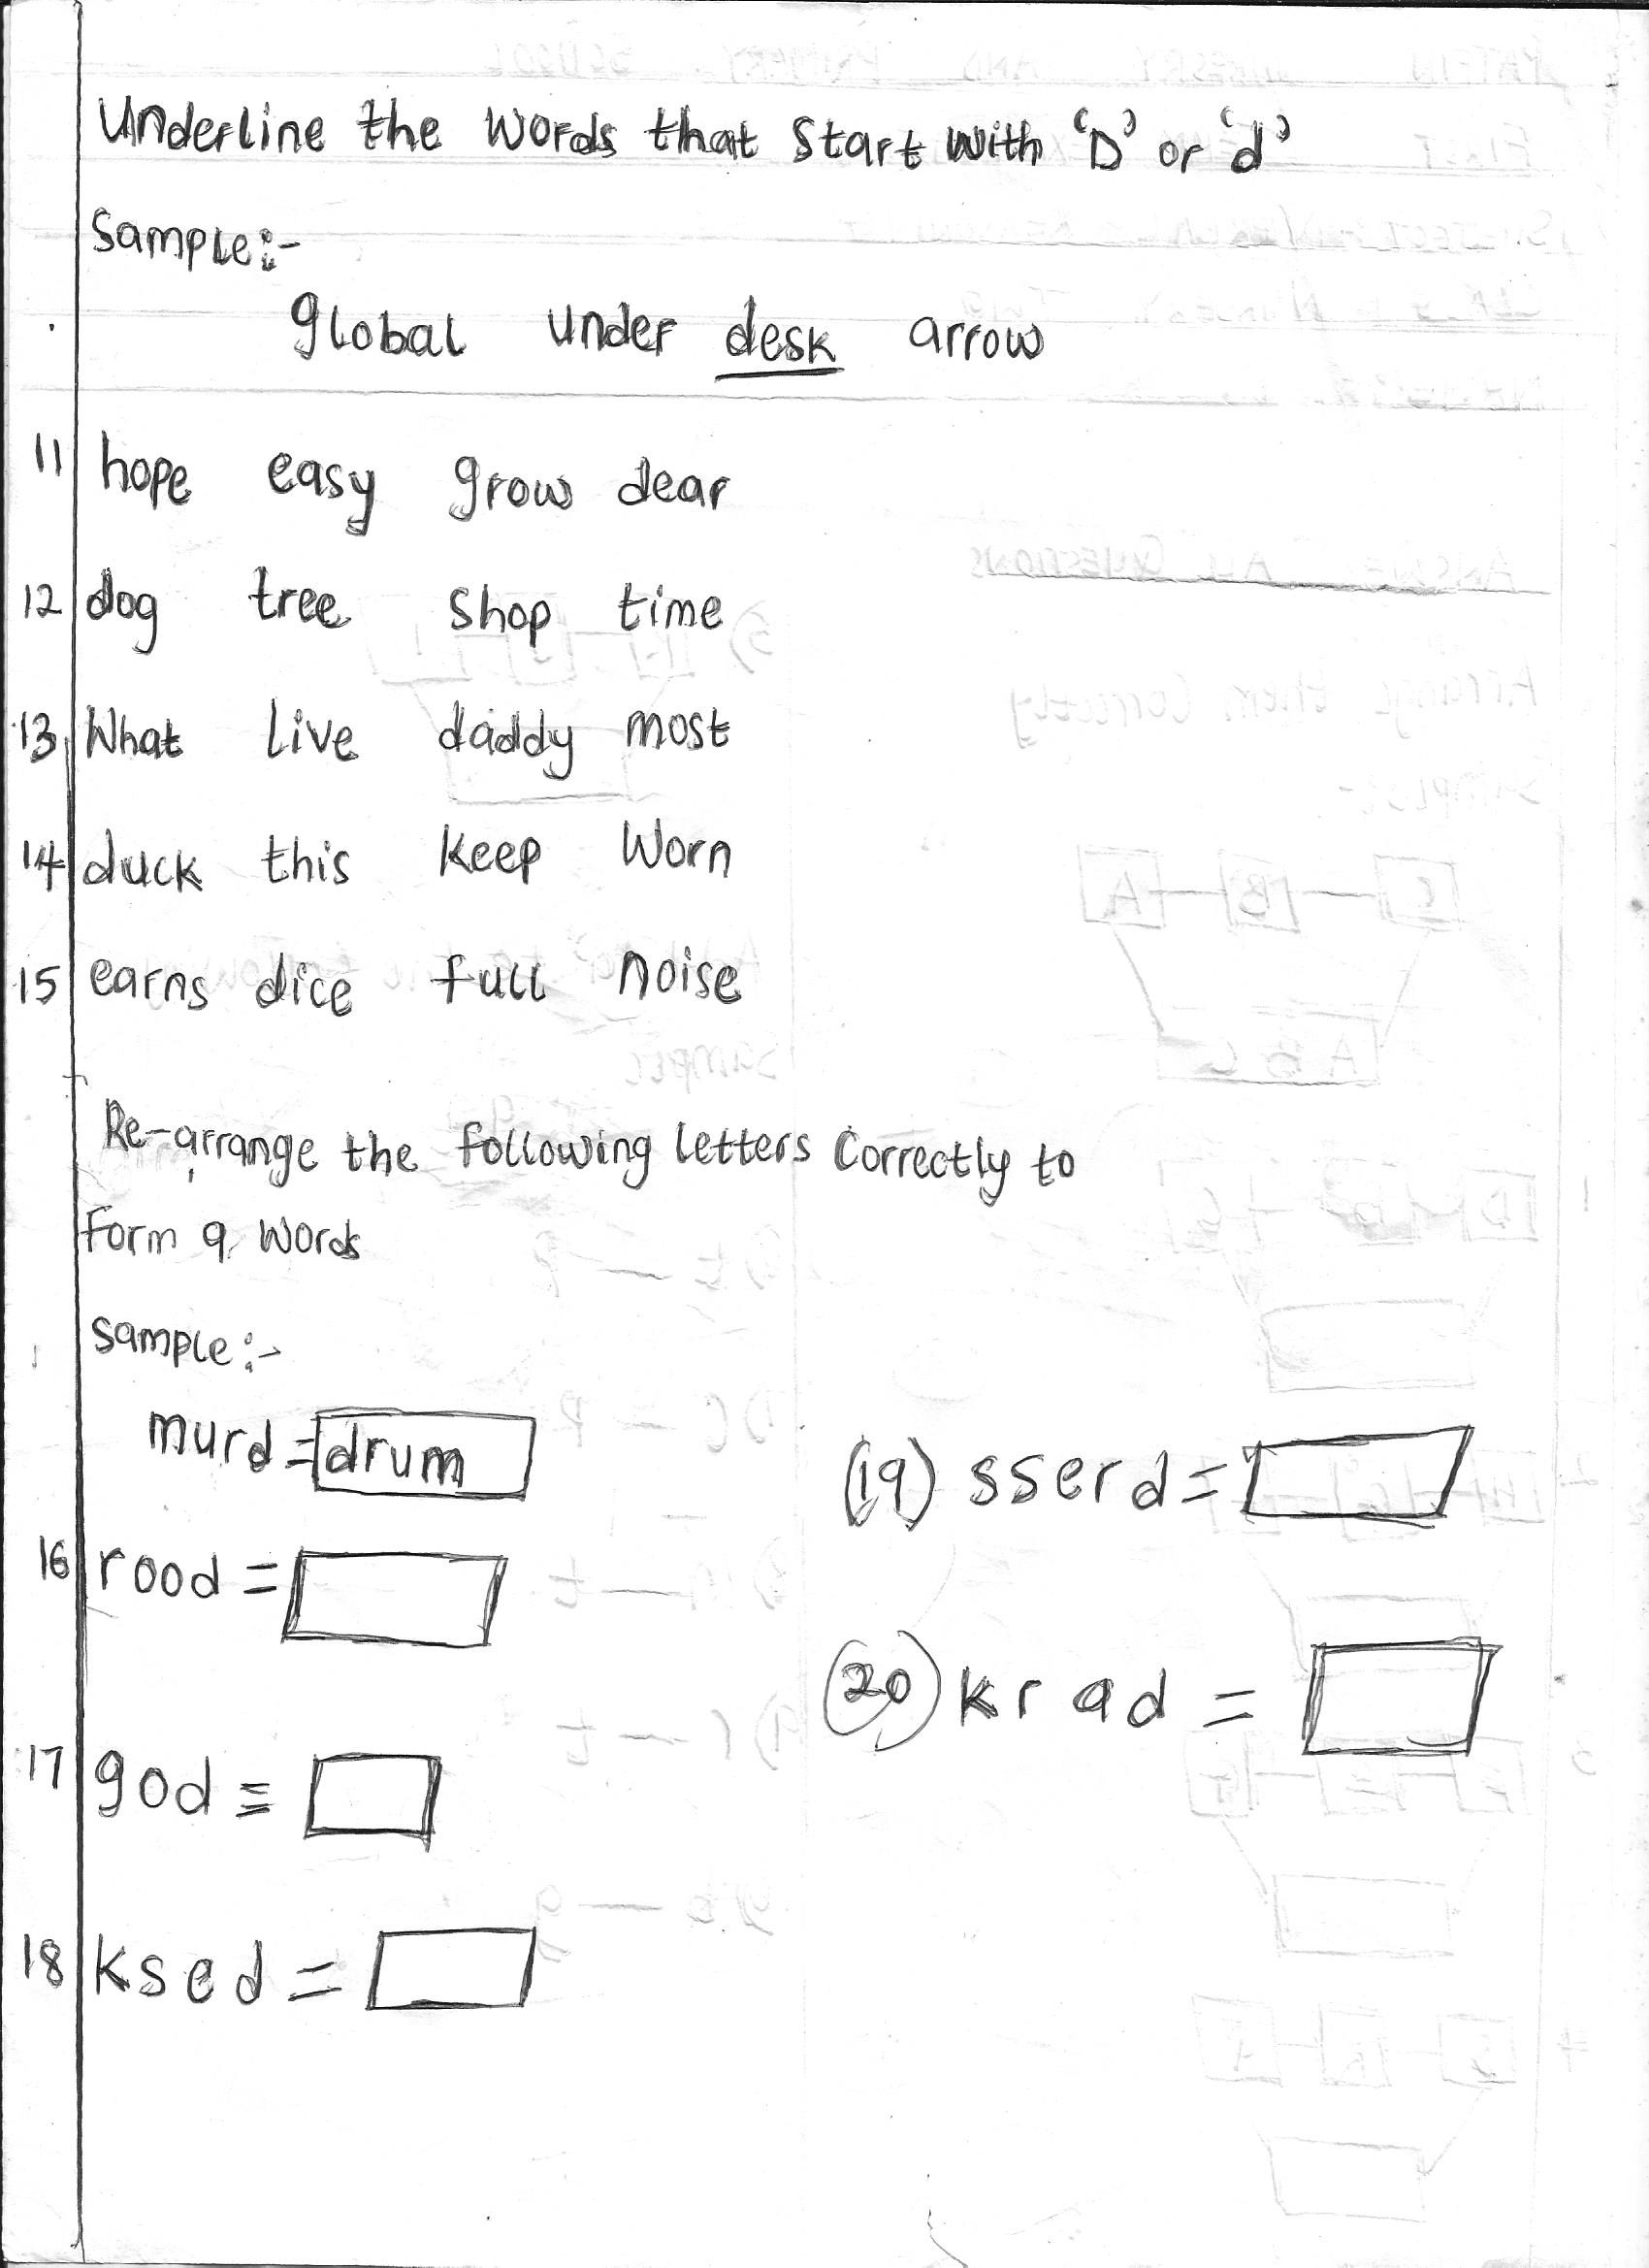 Underline the words that start with 'D' or 'd'
Sample:-
global under desk arrow
11 hope easy grow dear
12 dog tree shop time
13 What live daddy most
14 duck this keep Worn
15 earns dice full noise
Re-arrange the following letters correctly to
Form a words
Sample:-
murd = drum
16 rood =
17 god =
18 ksed =
(19) sserd =
(20) krad =